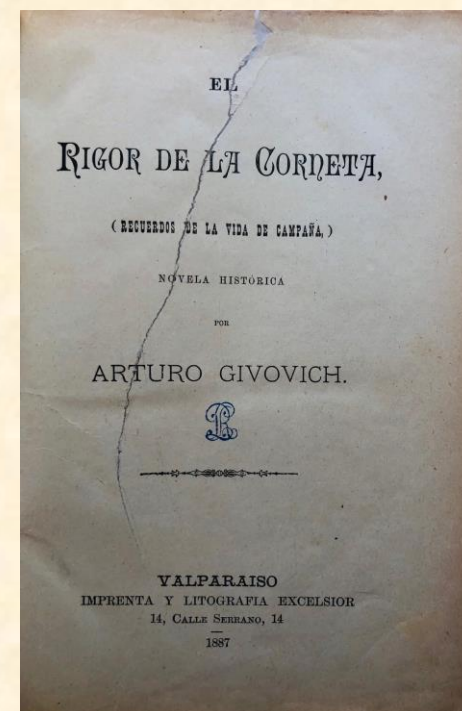 EL
RIGOR DE LA CORNETA,
(RECUERDOS DE LA VIDA DE CAMPAÑA,)
NOVELA HISTÓRICA
POR
ARTURO GIVOVICH.
VALPARAISO
IMPRENTA Y LITOGRAFIA EXCELSIOR
14, CALLE SERRANO, 14
1887